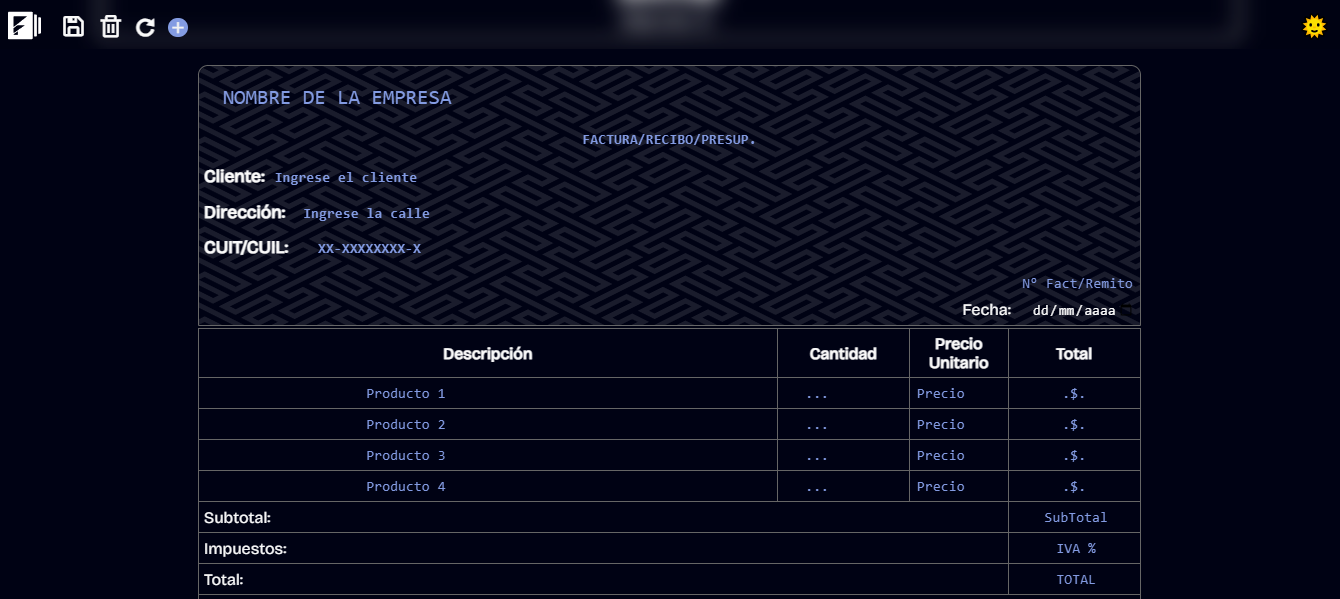 NOMBRE DE LA EMPRESA
FACTURA/RECIBO/PRESUP.
Cliente: Ingrese el cliente
Dirección: Ingrese la calle
CUIT/CUIL: XX-XXXXXXXX-X
Nº Fact/Remito
Fecha: dd/mm/aaaa
Descripción Cantidad Precio Unitario Total
Producto 1 ... Precio .$.
Producto 2 ... Precio .$.
Producto 3 ... Precio .$.
Producto 4 ... Precio .$.
Subtotal: SubTotal
Impuestos: IVA %
Total: TOTAL